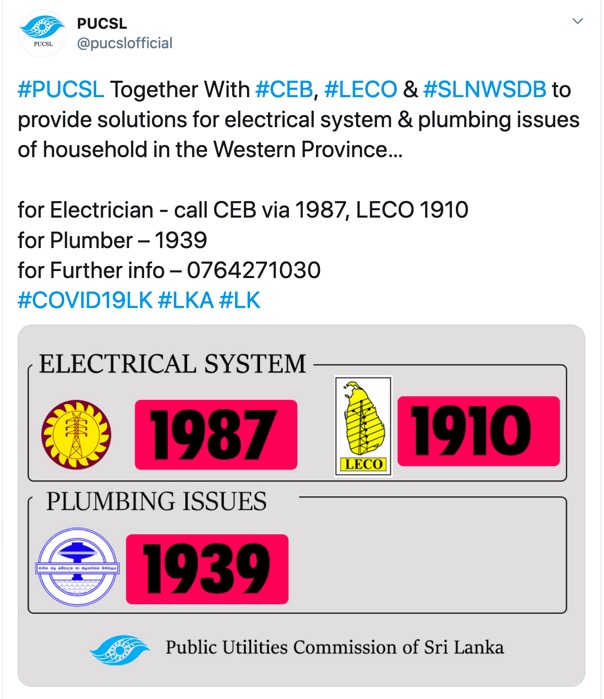 PUCSL
@pucslofficial
PUCSL
#PUCSL Together With #CEB, #LECO & #SLNWSDB to
provide solutions for electrical system & plumbing issues
of household in the Western Province...
for Electrician - call CEB via 1987, LECO 1910
for Plumber – 1939
for Further info – 0764271030
#COVID19LK #LKA #LK
ELECTRICAL SYSTEM
1987
LECO
1910
PLUMBING ISSUES
1939
Public Utilities Commission of Sri Lanka